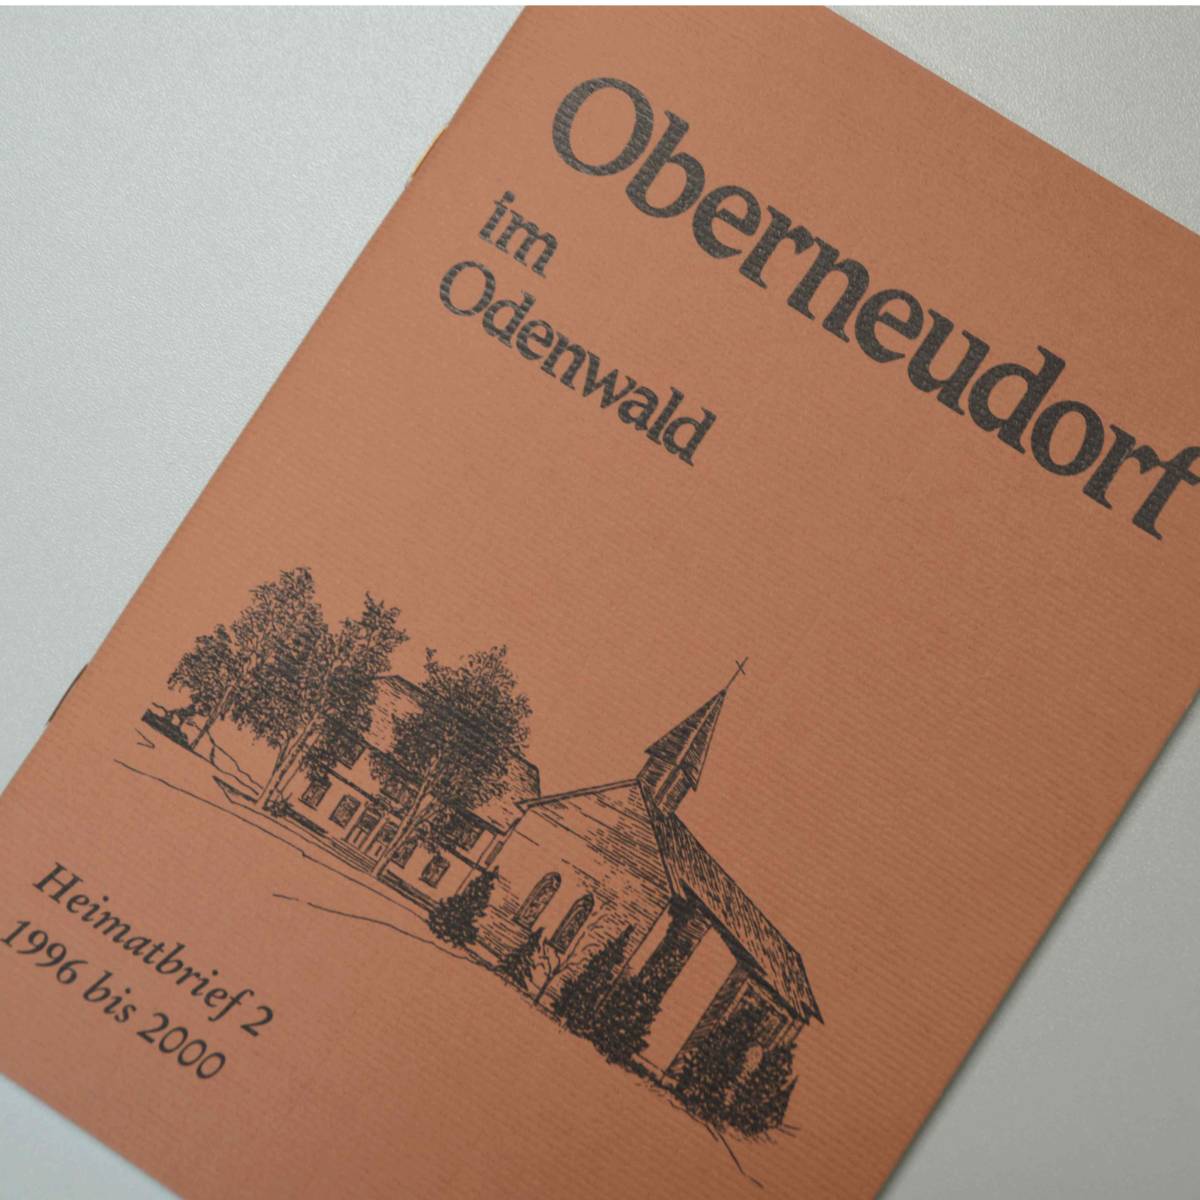 Oberneudorf
im
Odenwald
Heimatbrief 2
1996 bis 2000